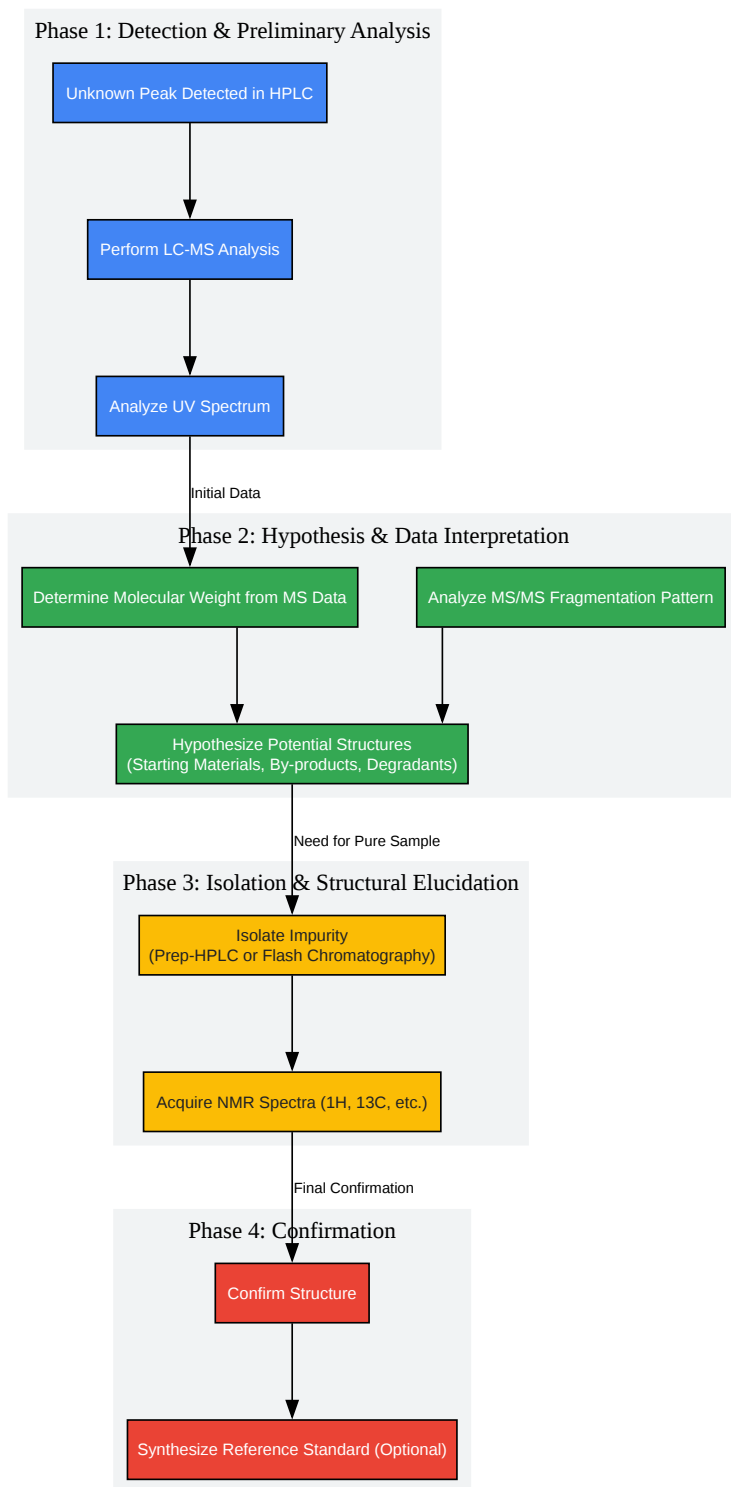 Phase 1: Detection & Preliminary Analysis
Unknown Peak Detected in HPLC
Perform LC-MS Analysis
Analyze UV Spectrum
Initial Data
Phase 2: Hypothesis & Data Interpretation
Determine Molecular Weight from MS Data
Analyze MS/MS Fragmentation Pattern
Hypothesize Potential Structures
(Starting Materials, By-products, Degradants)
Need for Pure Sample
Phase 3: Isolation & Structural Elucidation
Isolate Impurity
(Prep-HPLC or Flash Chromatography)
Acquire NMR Spectra (1H, 13C, etc.)
Final Confirmation
Phase 4: Confirmation
Confirm Structure
Synthesize Reference Standard (Optional)